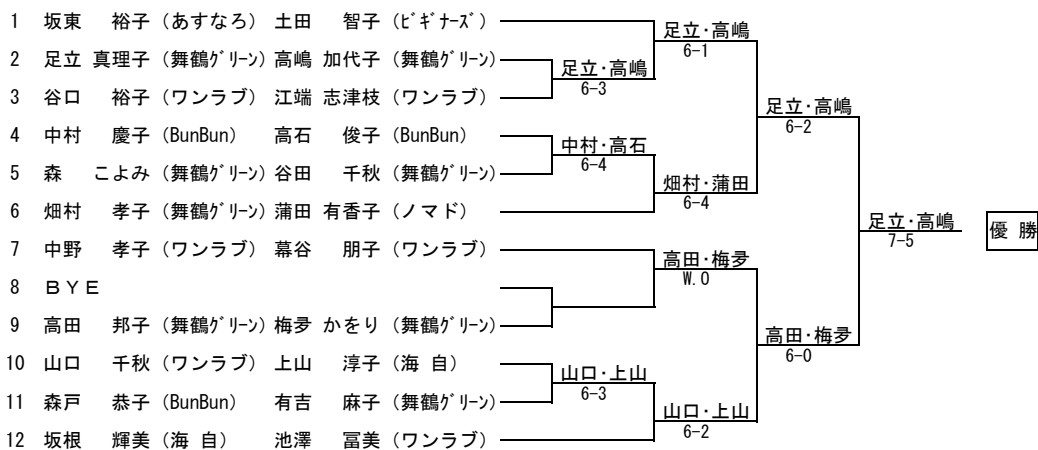 1 坂東 裕子 (あすなろ) 土田 智子 (ﾋﾞｷﾞﾅｰｽﾞ)
足立・高嶋
6-1
2 足立 真理子 (舞鶴ｸﾞﾘｰﾝ) 高嶋 加代子 (舞鶴ｸﾞﾘｰﾝ)
足立・高嶋
6-3
3 谷口 裕子 (ワンラブ) 江端 志津枝 (ワンラブ)
足立・高嶋
6-2
4 中村 慶子 (BunBun) 高石 俊子 (BunBun)
中村・高石
6-4
5 森 こよみ (舞鶴ｸﾞﾘｰﾝ) 谷田 千秋 (舞鶴ｸﾞﾘｰﾝ)
畑村・蒲田
6-4
6 畑村 孝子 (舞鶴ｸﾞﾘｰﾝ) 蒲田 有香子 (ノマド)
足立・高嶋
7-5
優 勝
7 中野 孝子 (ワンラブ) 幕谷 朋子 (ワンラブ)
高田・梅夛
W.O
8 ＢＹＥ
9 高田 邦子 (舞鶴ｸﾞﾘｰﾝ) 梅夛 かをり (舞鶴ｸﾞﾘｰﾝ)
高田・梅夛
6-0
10 山口 千秋 (ワンラブ) 上山 淳子 (海 自)
山口・上山
6-3
11 森戸 恭子 (BunBun) 有吉 麻子 (舞鶴ｸﾞﾘｰﾝ)
山口・上山
6-2
12 坂根 輝美 (海 自) 池澤 冨美 (ワンラブ)